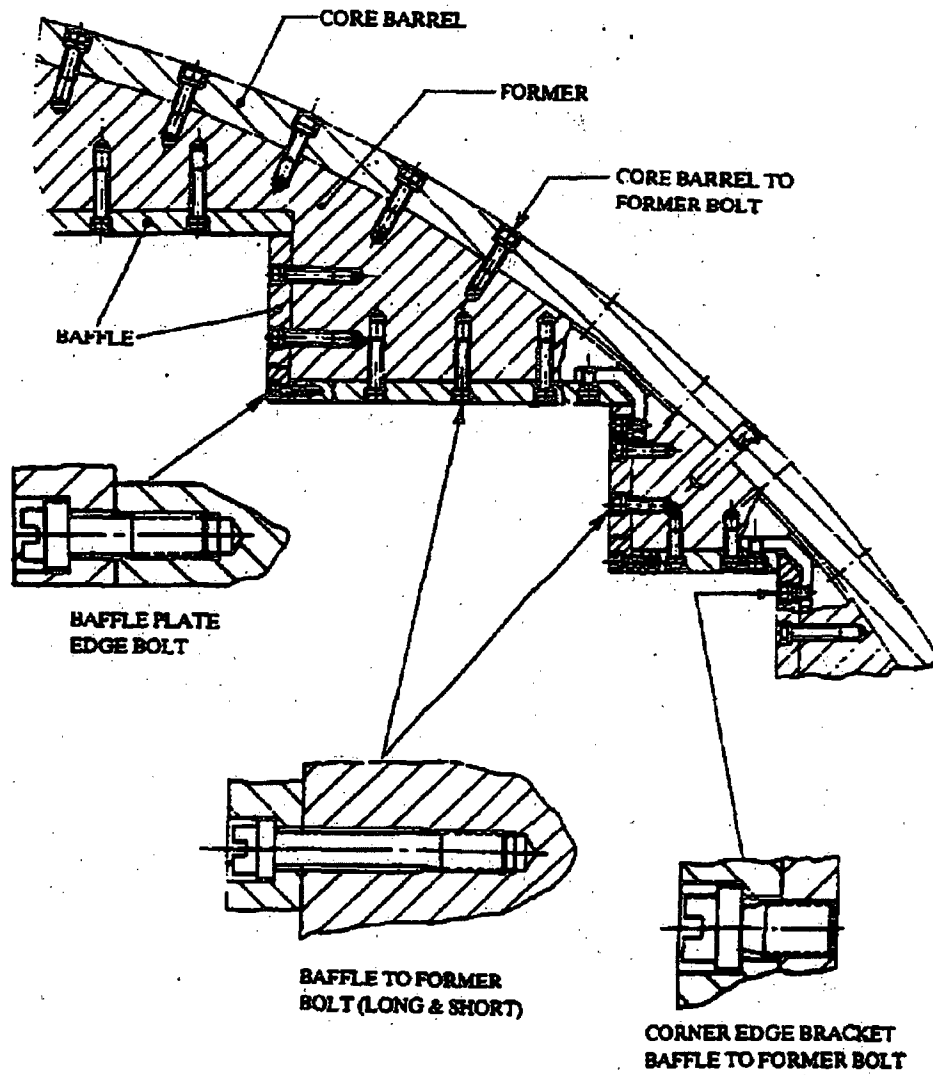 CORE BARREL
FORMER
CORE BARREL TO
FORMER BOLT
BAFFLE
BAFFLE PLATE
EDGE BOLT
BAFFLE TO FORMER
BOLT (LONG & SHORT)
CORNER EDGE BRACKET
BAFFLE TO FORMER BOLT